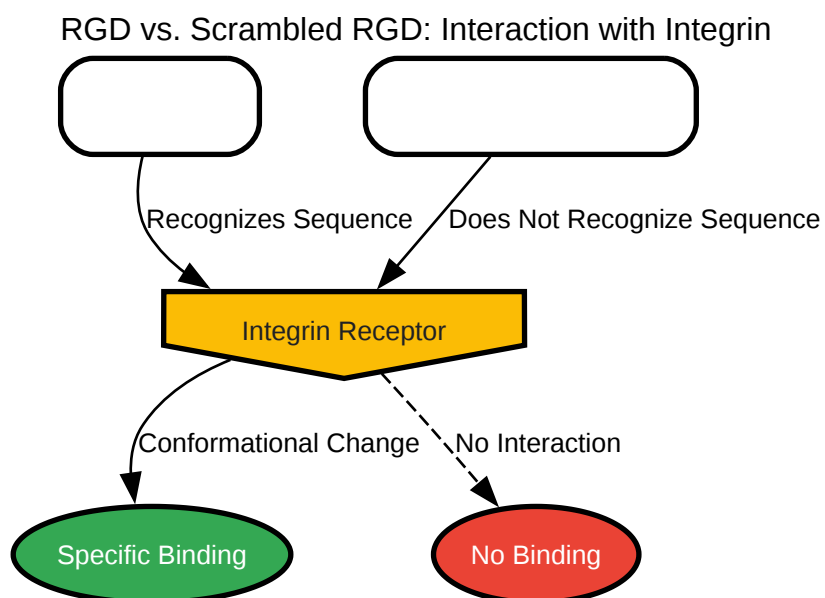 RGD vs. Scrambled RGD: Interaction with Integrin
Recognizes Sequence
Does Not Recognize Sequence
Integrin Receptor
Conformational Change
No Interaction
Specific Binding
No Binding